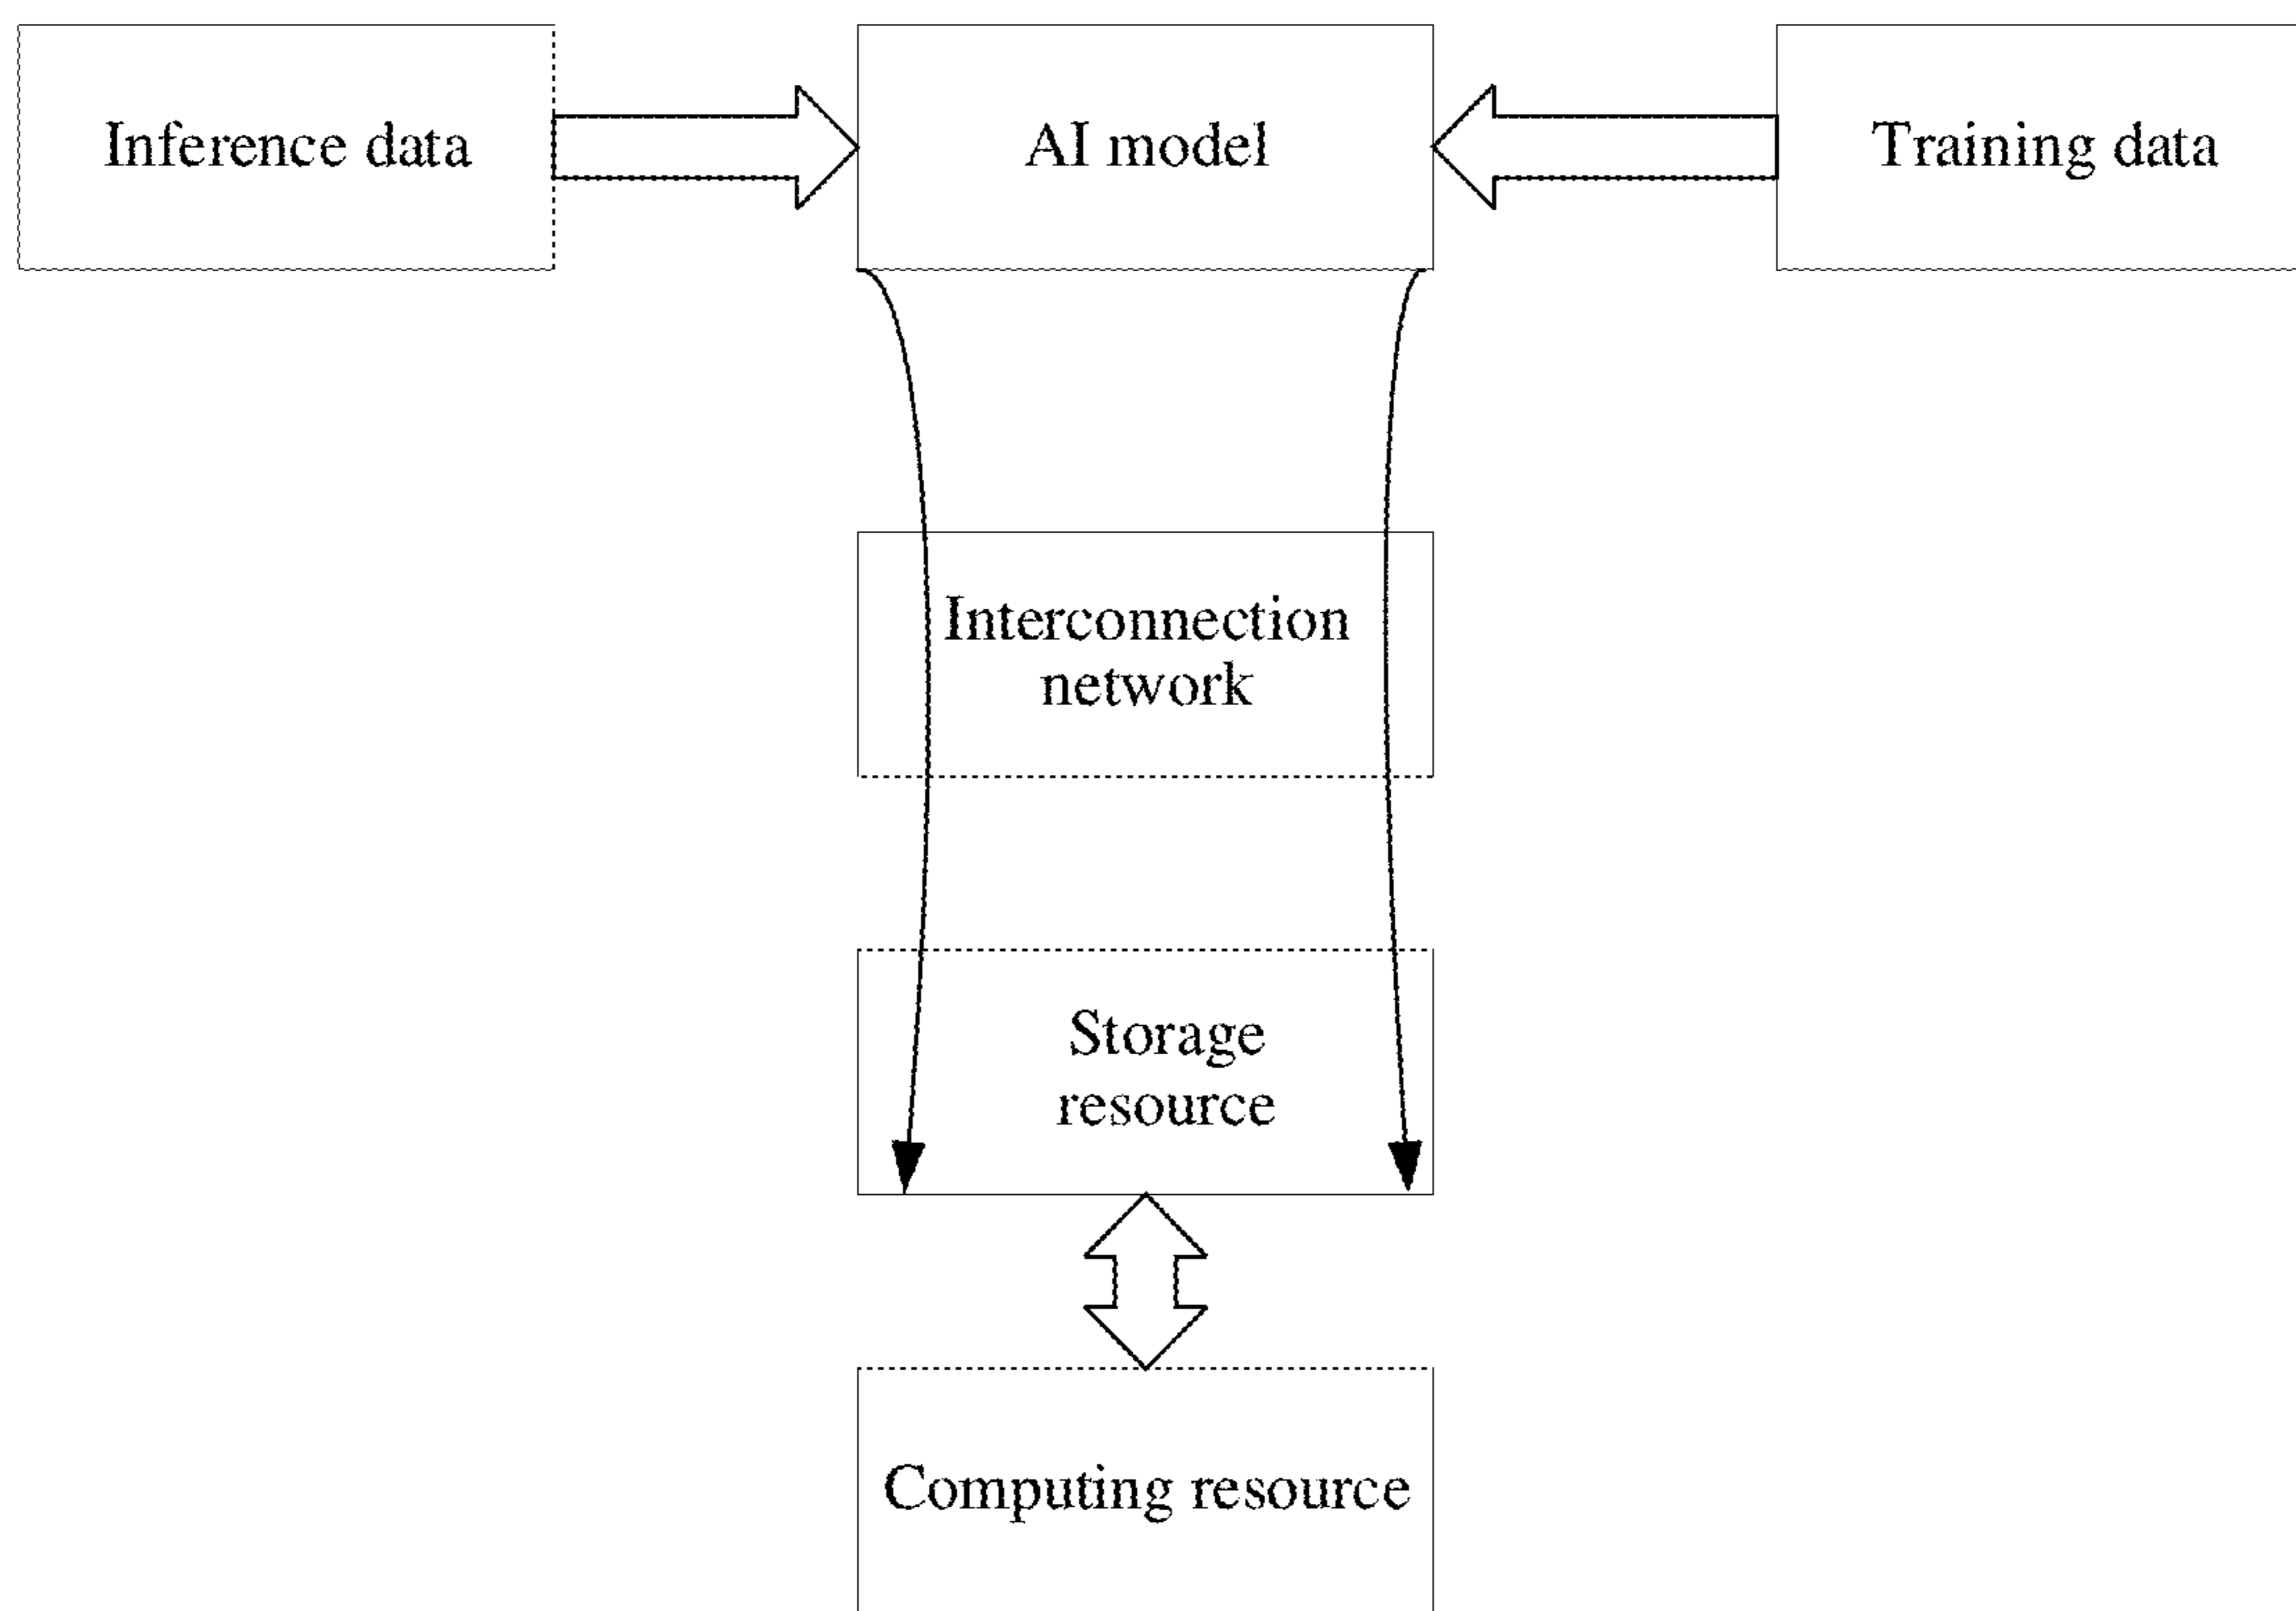 Inference data
AI model
Training data
Interconnection
network
Storage
resource
Computing resource